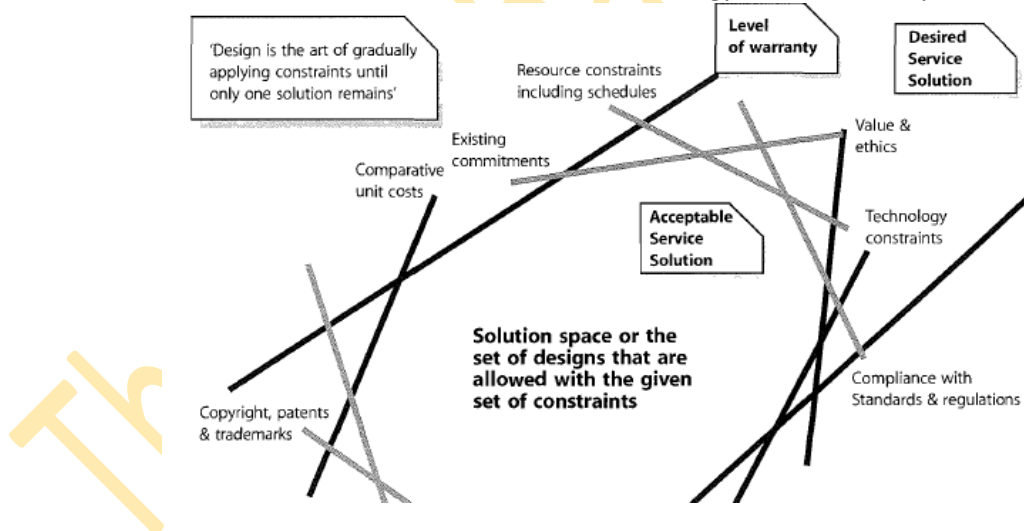 'Design is the art of gradually
applying constraints until
only one solution remains'
Level
of warranty
Desired
Service
Solution
Resource constraints
including schedules
Existing
commitments
Value &
ethics
Comparative
unit costs
Acceptable
Service
Solution
Technology
constraints
Solution space or the
set of designs that are
allowed with the given
set of constraints
Compliance with
Standards & regulations
Copyright, patents
& trademarks
Th